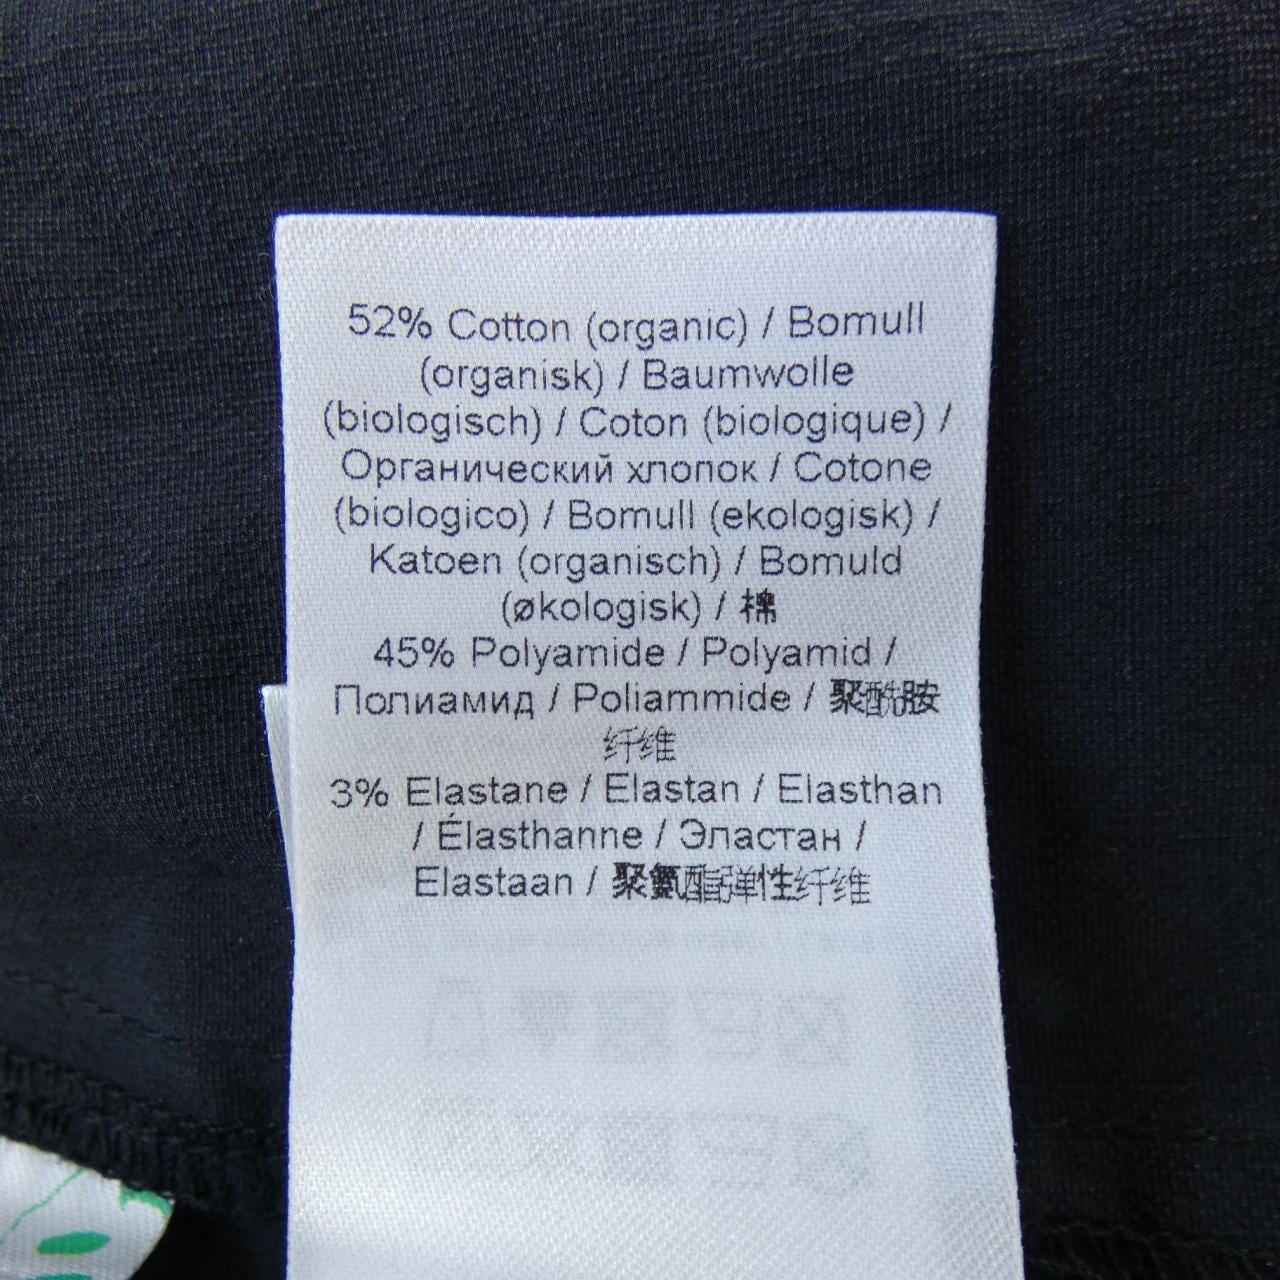 52% Cotton (organic) / Bomull
(organisk) / Baumwolle
(biologisch) / Coton (biologique) /
Органический хлопок / Cotone
(biologico) / Bomull (ekologisk) /
Katoen (organisch) / Bomuld
(økologisk) / 棉
45% Polyamide / Polyamid /
Полиамид / Poliammide / 聚酰胺
纤维
3% Elastane / Elastan / Elasthan
/ Élasthanne / Эластан /
Elastaan / 聚氨酯弹性纤维